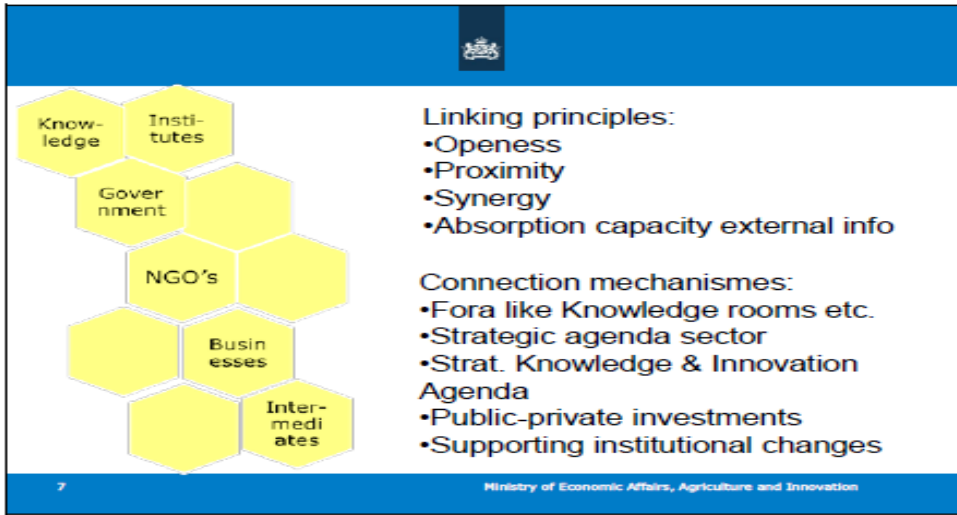 Know-
ledge
Insti-
tutes
Gover
nment
NGO's
Busin
esses
Inter-
medi
ates
Linking principles:
•Openess
•Proximity
•Synergy
•Absorption capacity external info
Connection mechanismes:
•Fora like Knowledge rooms etc.
•Strategic agenda sector
•Strat. Knowledge & Innovation
Agenda
•Public-private investments
•Supporting institutional changes
7
Ministry of Economic Affairs, Agriculture and Innovation